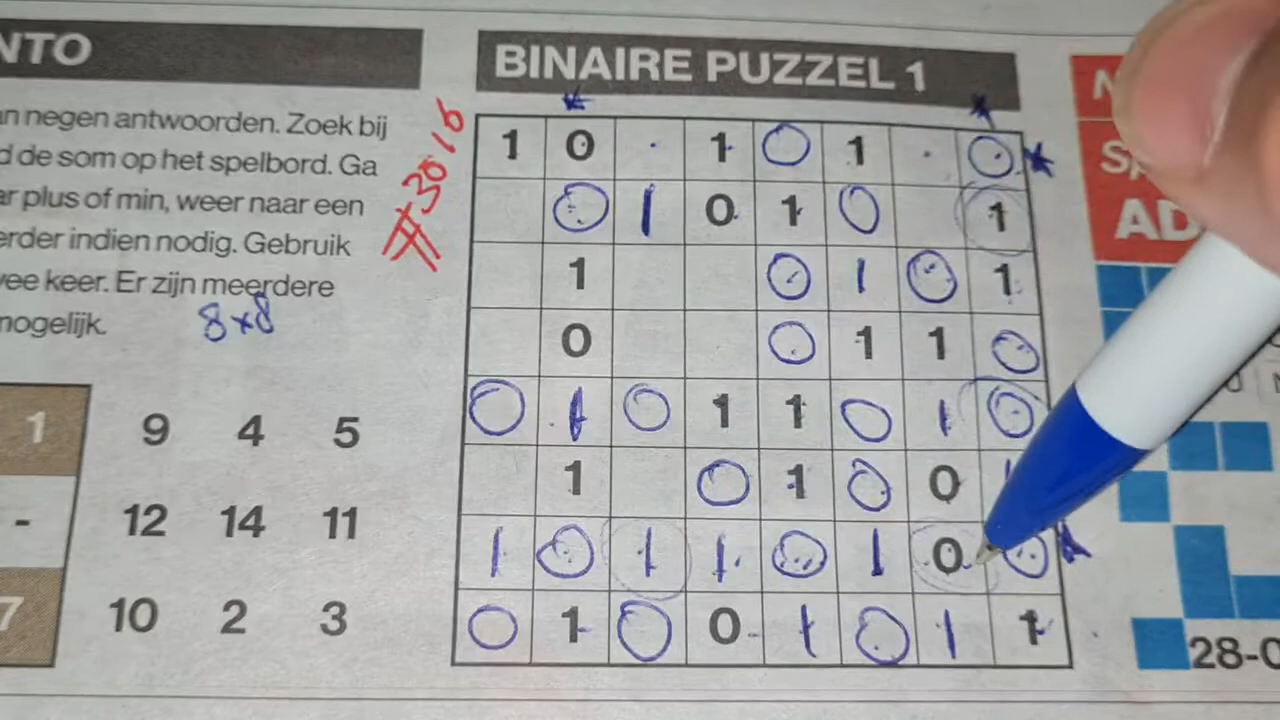 NTO
n negen antwoorden. Zoek bij
d de som op het spelbord. Ga
r plus of min, weer naar een
erder indien nodig. Gebruik
ee keer. Er zijn meerdere
mogelijk.
8x8
#3016
1 9 4 5
- 12 14 11
7 10 2 3
BINAIRE PUZZEL 1
1 0 1 0 1 0
0 1 0 1 0 1
1 0 1 0 1
0 0 1 1 0
0 1 0 1 1 0 1 0
1 0 1 0 0 1
1 0 1 1 0 1 0 0
0 1 0 0 1 0 1 1
AD
28-0